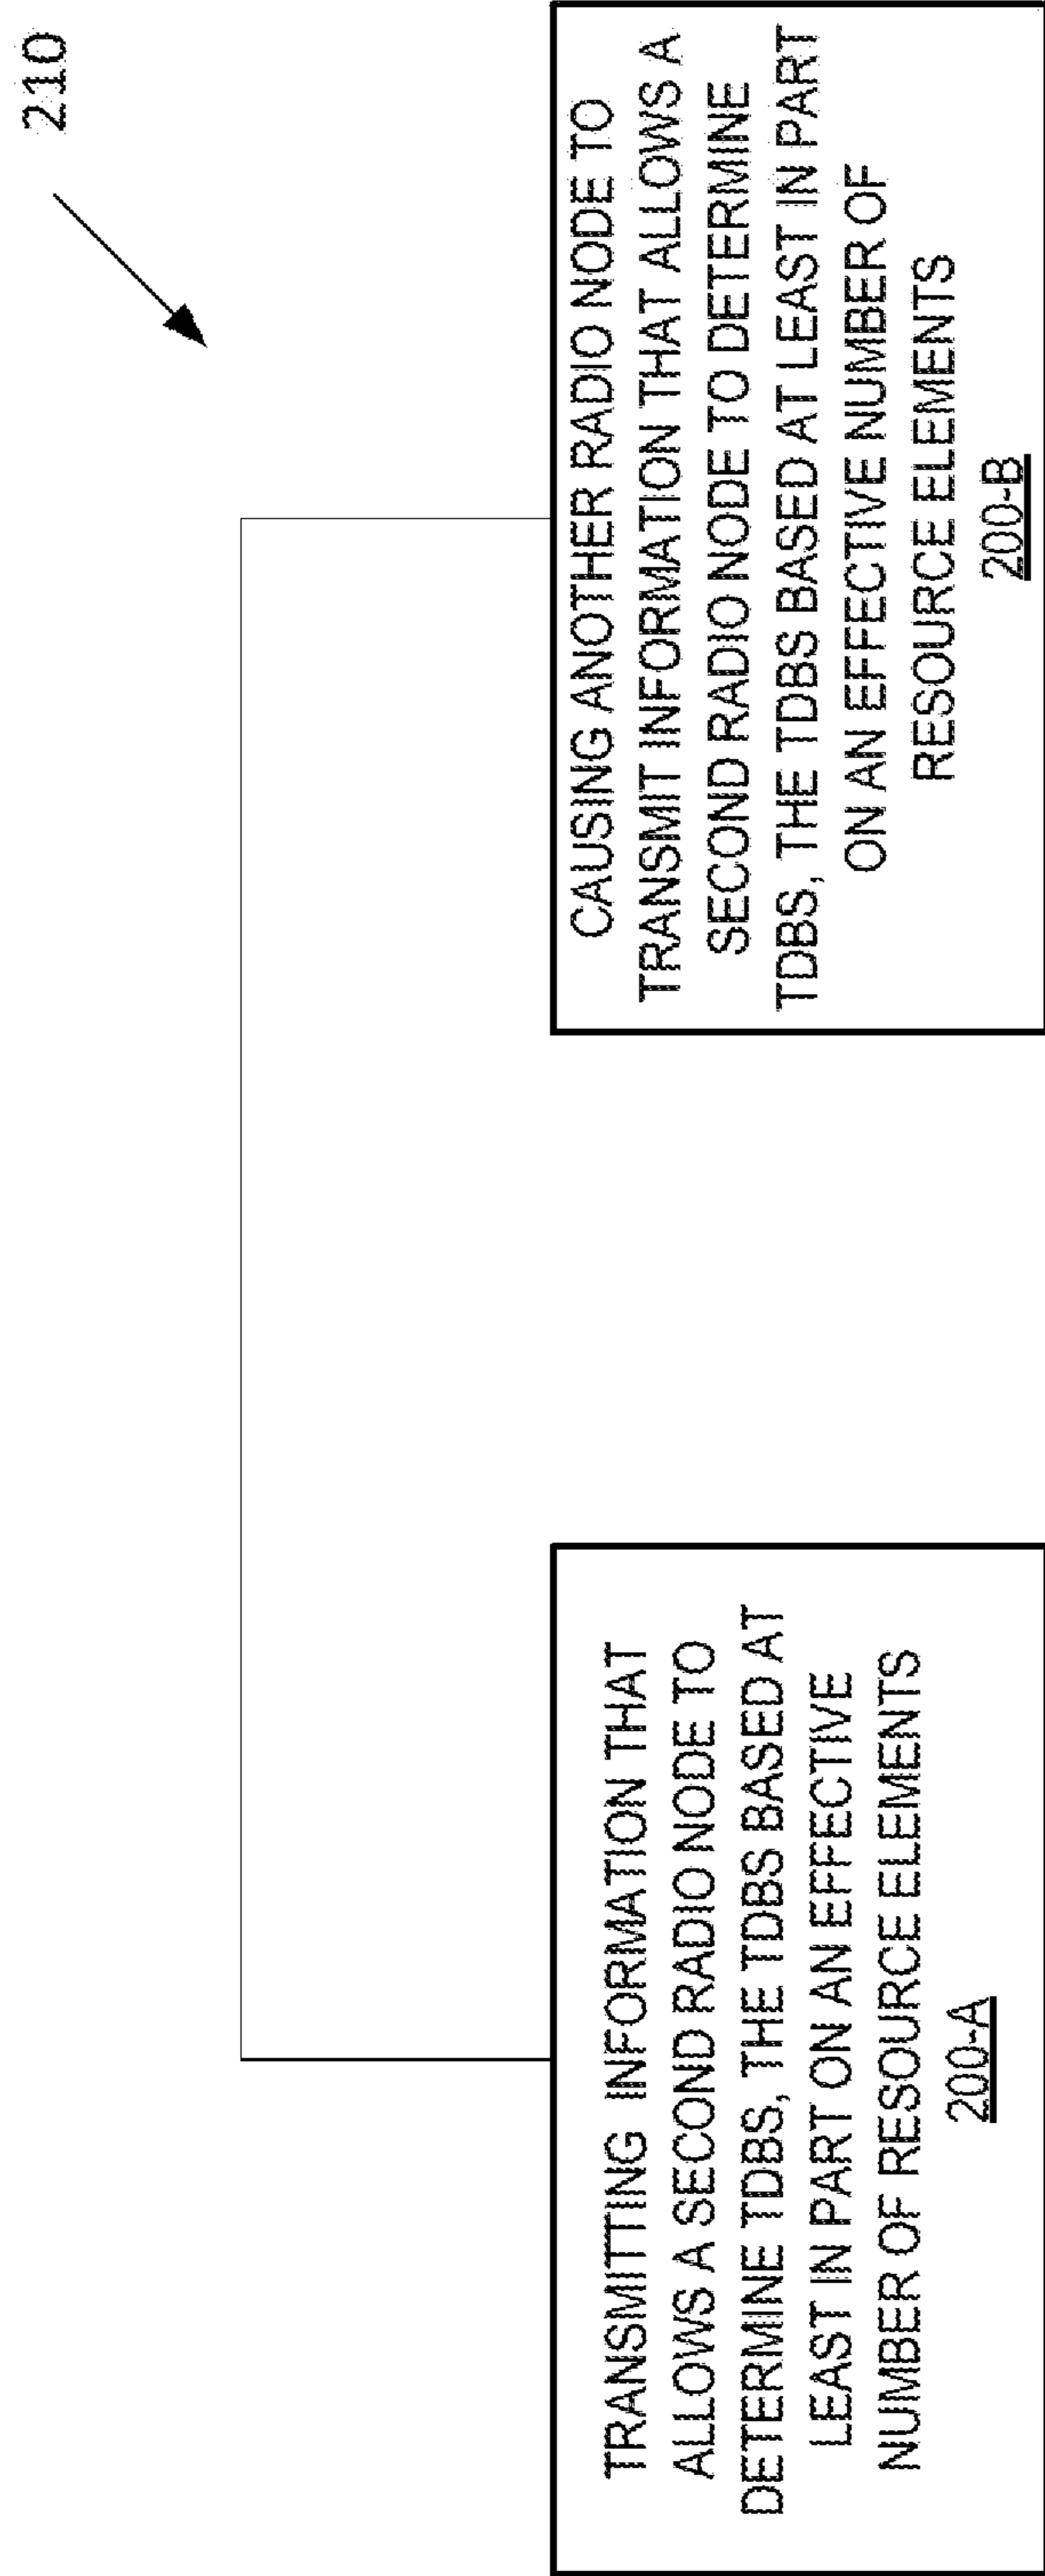 210
TRANSMITTING INFORMATION THAT
ALLOWS A SECOND RADIO NODE TO
DETERMINE TDBS, THE TDBS BASED AT
LEAST IN PART ON AN EFFECTIVE
NUMBER OF RESOURCE ELEMENTS
200-A
CAUSING ANOTHER RADIO NODE TO
TRANSMIT INFORMATION THAT ALLOWS A
SECOND RADIO NODE TO DETERMINE
TDBS, THE TDBS BASED AT LEAST IN PART
ON AN EFFECTIVE NUMBER OF
RESOURCE ELEMENTS
200-B